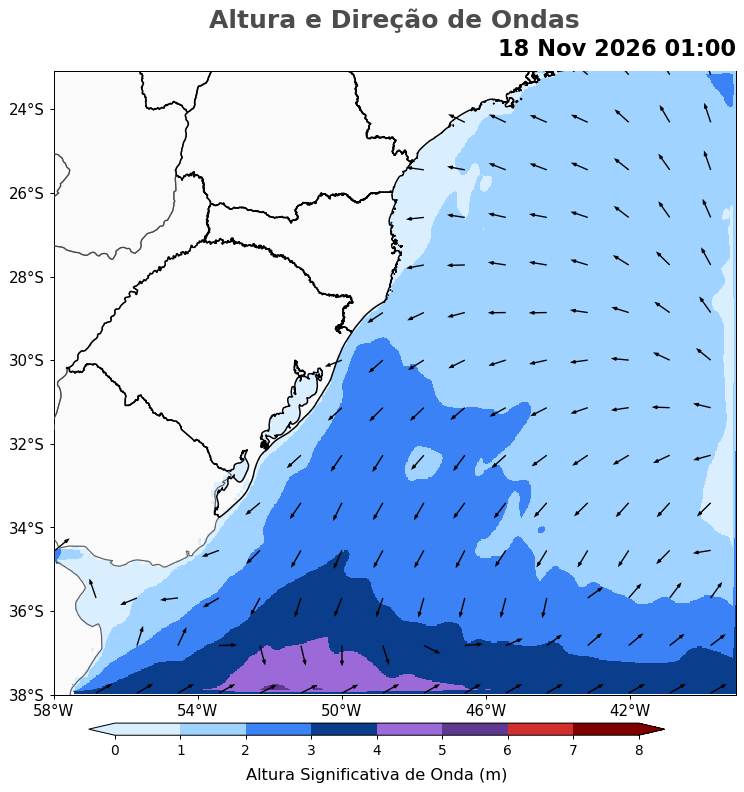 Altura e Direção de Ondas
18 Nov 2026 01:00
24°S
26°S
28°S
30°S
32°S
34°S
36°S
38°S
58°W 54°W 50°W 46°W 42°W
0 1 2 3 4 5 6 7 8
Altura Significativa de Onda (m)